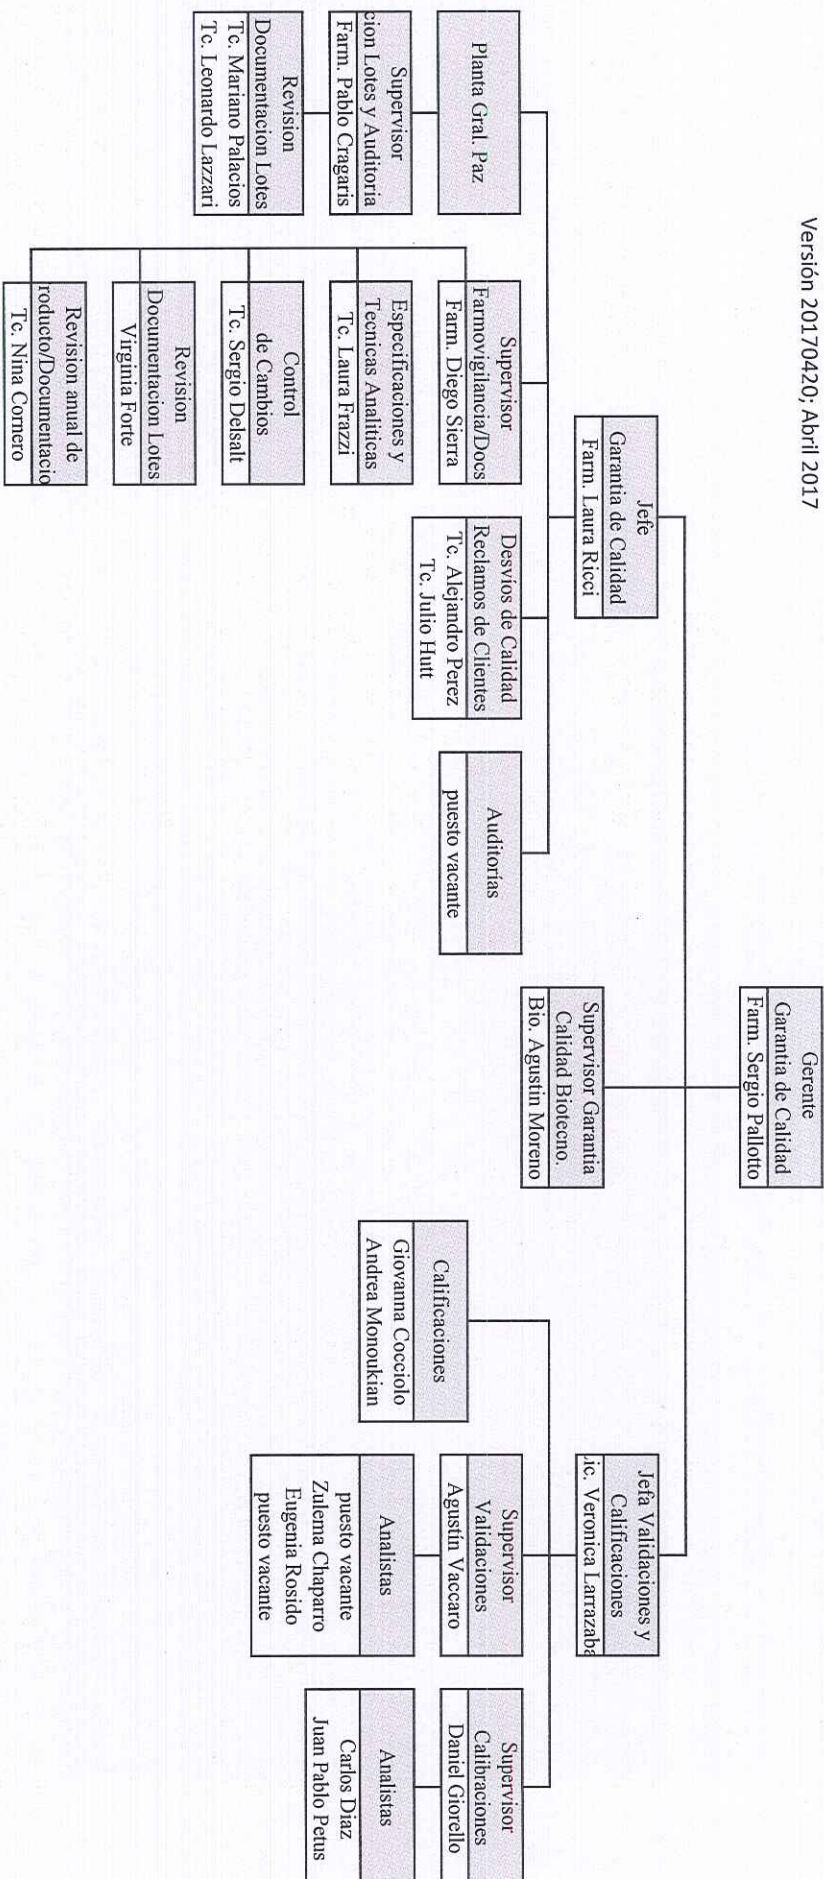 Versión 20170420; Abril 2017
Gerente
Garantia de Calidad
Farm. Sergio Pallotto
Jefe
Garantia de Calidad
Farm. Laura Ricci
Supervisor Garantia
Calidad Biotecno.
Bio. Agustin Moreno
Jefa Validaciones y
Calificaciones
ic. Veronica Larrazaba
Planta Gral. Paz
Supervisor
cion Lotes y Auditoria
Farm. Pablo Cragaris
Revision
Documentacion Lotes
Tc. Mariano Palacios
Tc. Leonardo Lazzari
Supervisor
Farmovigilancia/Docs
Farm. Diego Sierra
Especificaciones y
Tecnicas Analiticas
Tc. Laura Frazzi
Control
de Cambios
Tc. Sergio Delsalt
Revision
Documentacion Lotes
Virginia Forte
Revision anual de
roducto/Documentacio
Tc. Nina Cornero
Desvíos de Calidad
Reclamos de Clientes
Tc. Alejandro Perez
Tc. Julio Hutt
Auditorías
puesto vacante
Calificaciones
Giovanna Cocciolo
Andrea Monoukian
Supervisor
Validaciones
Agustín Vaccaro
Analistas
puesto vacante
Zulema Chaparro
Eugenia Rosido
puesto vacante
Supervisor
Calibraciones
Daniel Giorello
Analistas
Carlos Diaz
Juan Pablo Petus